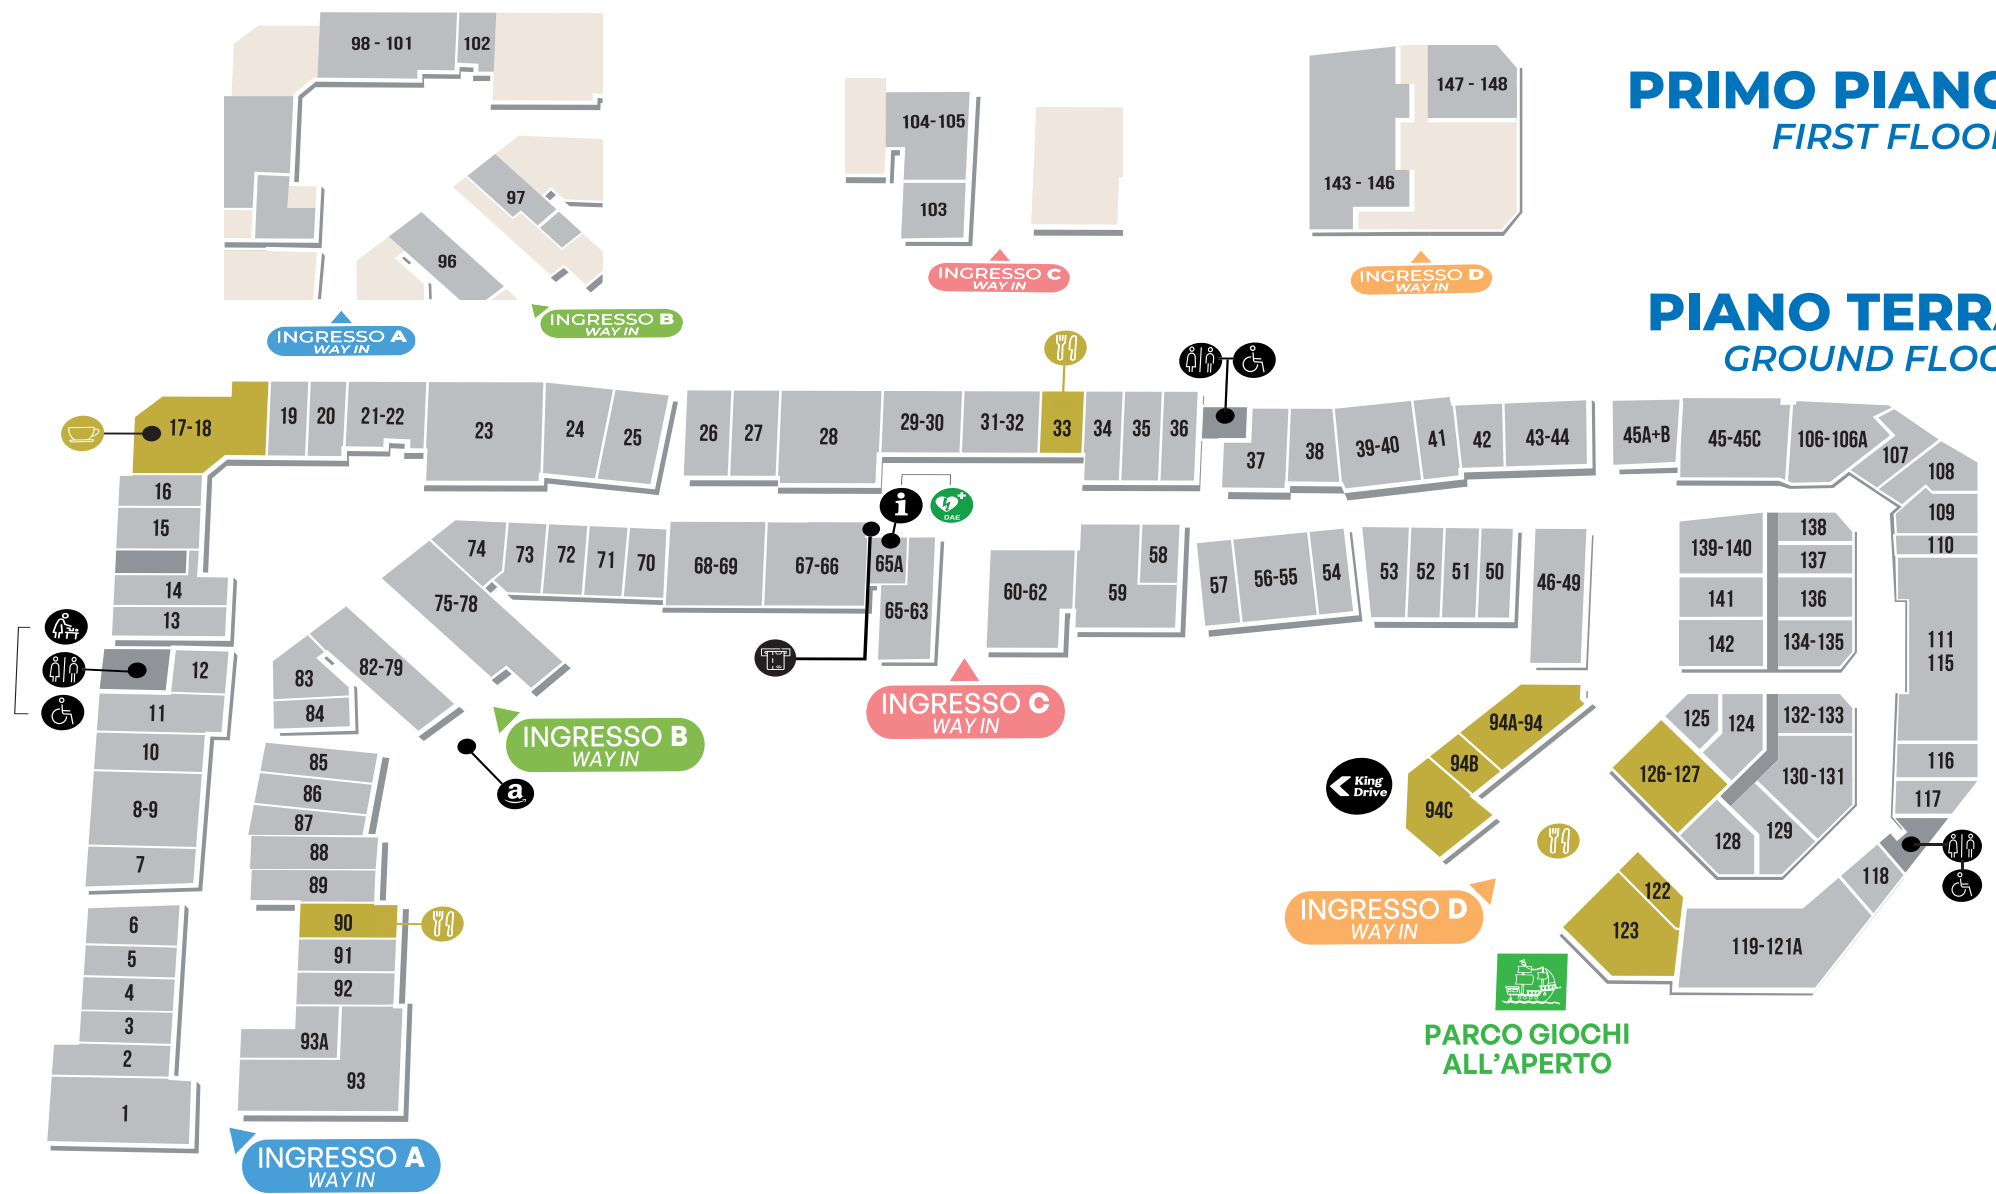 98 - 101
102
97
96
INGRESSO A
WAY IN
INGRESSO B
WAY IN
104-105
103
INGRESSO C
WAY IN
147 - 148
143 - 146
INGRESSO D
WAY IN
PRIMO PIANO
FIRST FLOO
PIANO TERRA
GROUND FLOO
17-18
19
20
21-22
23
24
25
26
27
28
29-30
31-32
33
34
35
36
37
38
39-40
41
42
43-44
45A+B
45-45C
106-106A
107
108
109
110
111
115
116
117
118
119-121A
122
123
16
15
14
13
12
11
10
8-9
7
6
5
4
3
2
1
74
73
72
71
70
68-69
67-66
65A
65-63
i
DAE
75-78
82-79
83
84
85
86
87
88
89
90
91
92
93A
93
a
60-62
59
58
57
56-55
54
53
52
51
50
46-49
139-140
141
142
138
137
136
134-135
125
124
132-133
126-127
130-131
128
129
94A-94
94B
94C
King
Drive
INGRESSO A
WAY IN
INGRESSO B
WAY IN
INGRESSO C
WAY IN
INGRESSO D
WAY IN
PARCO GIOCHI
ALL'APERTO